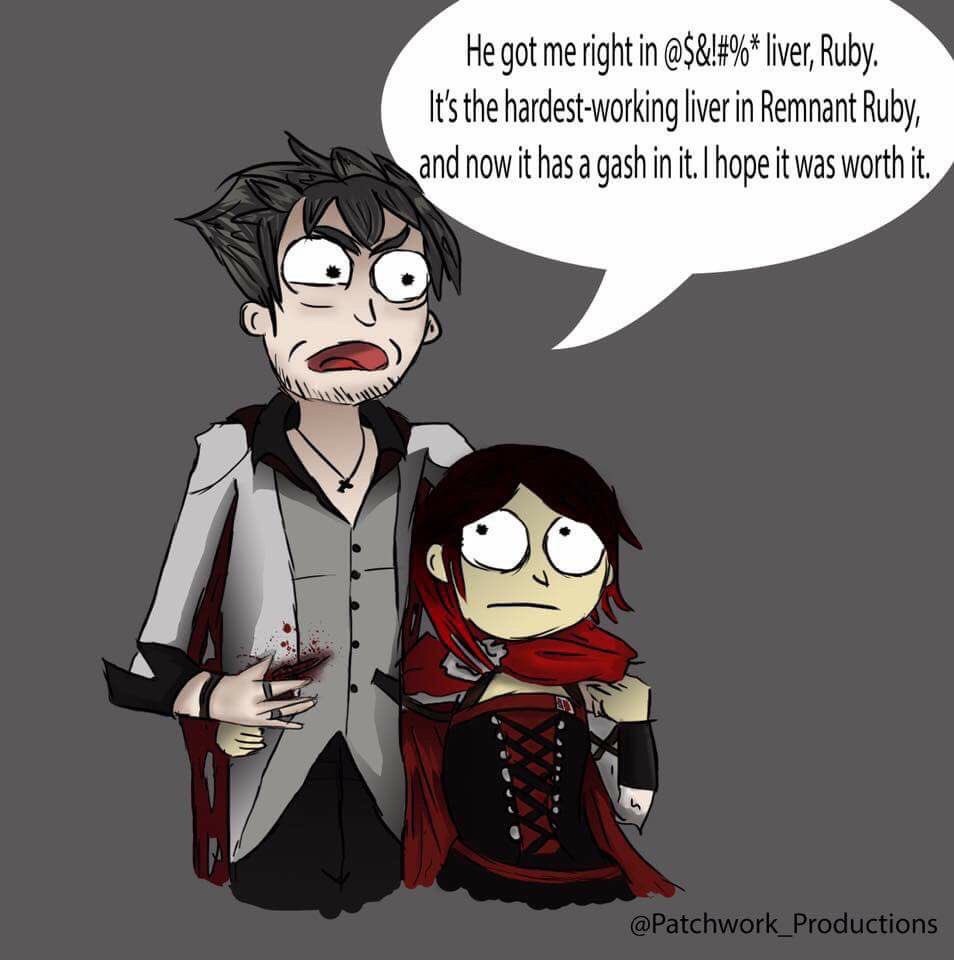 He got me right in @$&!#%* liver, Ruby.
It's the hardest-working liver in Remnant Ruby,
and now it has a gash in it. I hope it was worth it.
@Patchwork_Productions